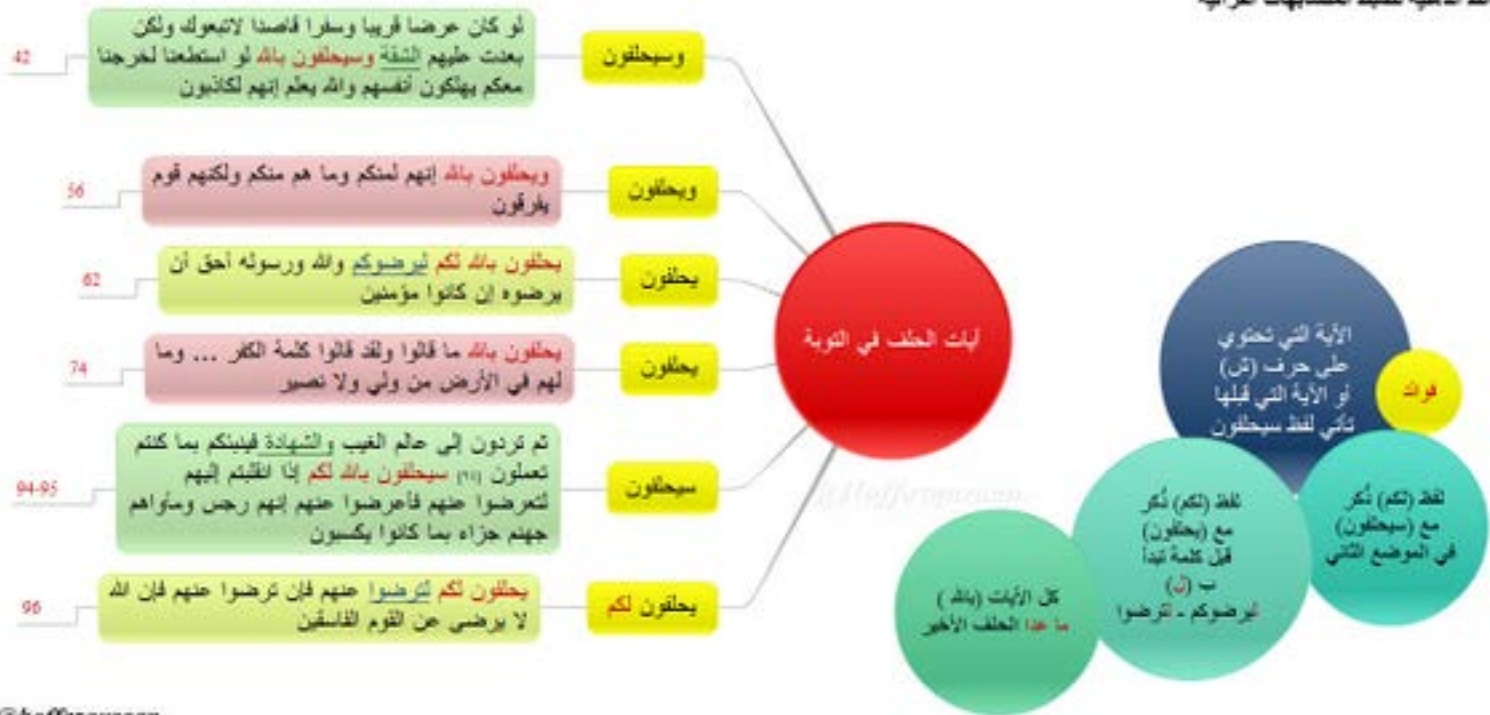 آيات الحلف في التوبة
وسيحلفون
لو كان عرضا قريبا وسفرا قاصدا لاتبعوك ولكن
بعدت عليهم الشقة وسيحلفون بالله لو استطعنا لخرجنا
معكم يهلكون أنفسهم والله يعلم إنهم لكاذبون
42
ويحلفون
ويحلفون بالله إنهم لمنكم وما هم منكم ولكنهم قوم
يفرقون
56
يحلفون
يحلفون بالله لكم ليرضوكم والله ورسوله أحق أن
يرضوه إن كانوا مؤمنين
62
يحلفون
يحلفون بالله ما قالوا ولقد قالوا كلمة الكفر ... وما
لهم في الأرض من ولي ولا نصير
74
سيحلفون
ثم تردون إلى عالم الغيب والشهادة فينبئكم بما كنتم
تعملون (٩٤) سيحلفون بالله لكم إذا انقلبتم إليهم
لتعرضوا عنهم فأعرضوا عنهم إنهم رجس ومأواهم
جهنم جزاء بما كانوا يكسبون
94-95
يحلفون لكم
يحلفون لكم لترضوا عنهم فإن ترضوا عنهم فإن الله
لا يرضى عن القوم الفاسقين
96
فوائد
الآية التي تحتوي
على حرف (ش)
أو الآية التي قبلها
تأتي لفظ سيحلفون
لفظ (لكم) ذُكر
مع (سيحلفون)
في الموضع الثاني
لفظ (لكم) ذُكر
مع (يحلفون)
قبل كلمة تبدأ
ب (ل)
ليرضوكم ـ لترضوا
كل الآيات (بالله )
ما عدا الحلف الأخير